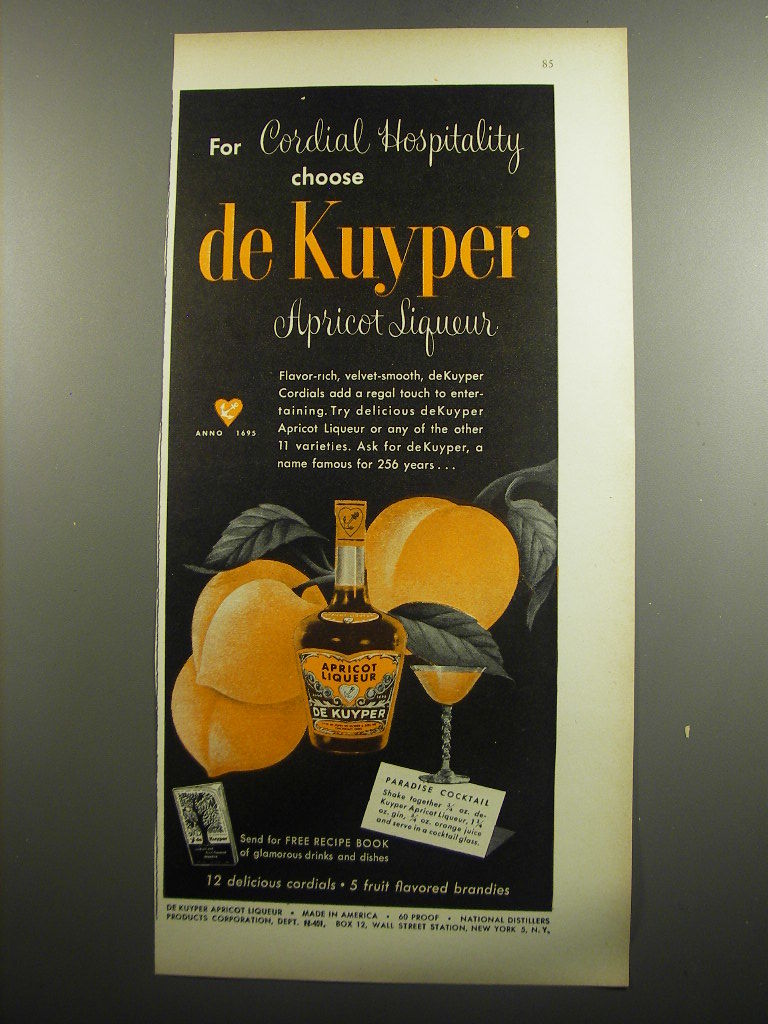 85
For Cordial Hospitality
choose
de Kuyper
Apricot Liqueur
Flavor-rich, velvet-smooth, deKuyper
Cordials add a regal touch to enter-
taining. Try delicious deKuyper
Apricot Liqueur or any of the other
11 varieties. Ask for deKuyper, a
name famous for 256 years...
ANNO 1695
APRICOT
LIQUEUR
DE KUYPER
PARADISE COCKTAIL
Shake together ¾ oz. de-
Kuyper Apricot Liqueur, 1¾
oz. gin, ¾ oz. orange juice
and serve in a cocktail glass.
de Kuyper
Send for FREE RECIPE BOOK
of glamorous drinks and dishes
12 delicious cordials • 5 fruit flavored brandies
DE KUYPER APRICOT LIQUEUR • MADE IN AMERICA • 60 PROOF • NATIONAL DISTILLERS
PRODUCTS CORPORATION, DEPT. BOX 12, WALL STREET STATION, NEW YORK 5, N.Y.